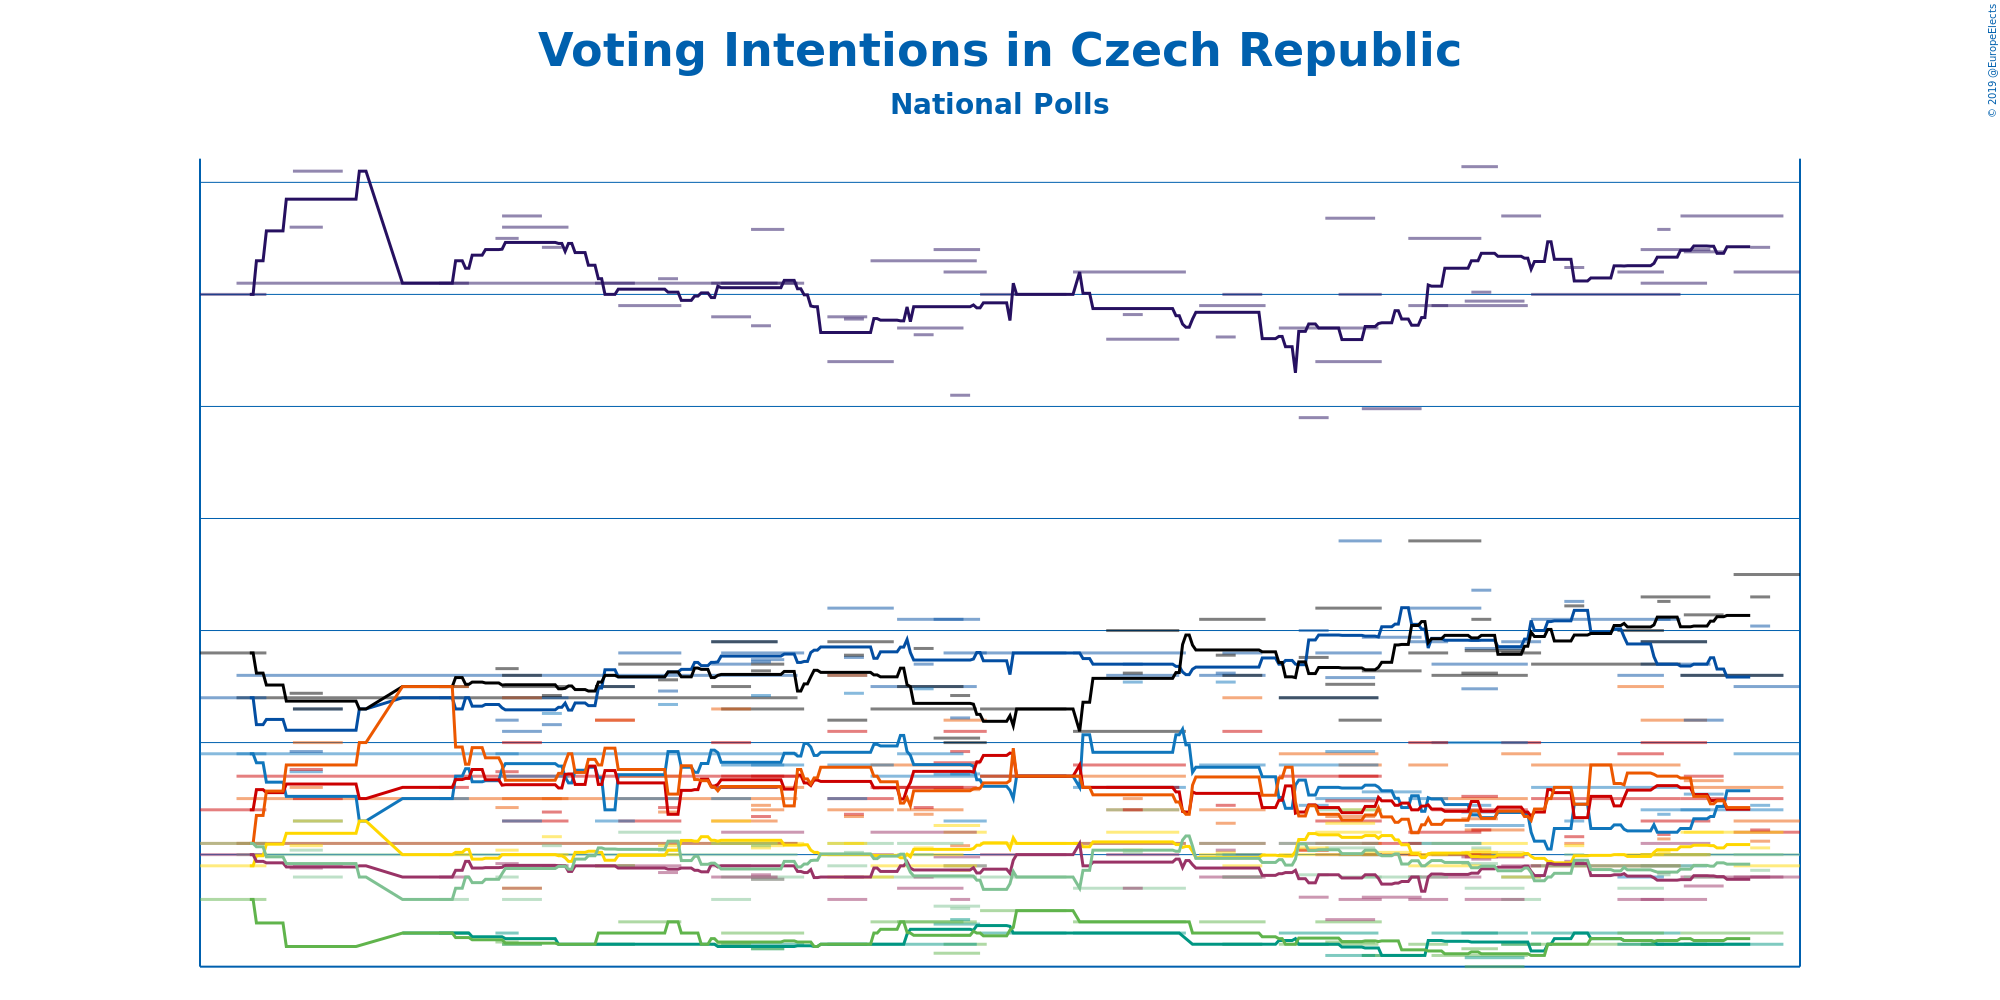 Voting Intentions in Czech Republic
National Polls
© 2019 @EuropeElects